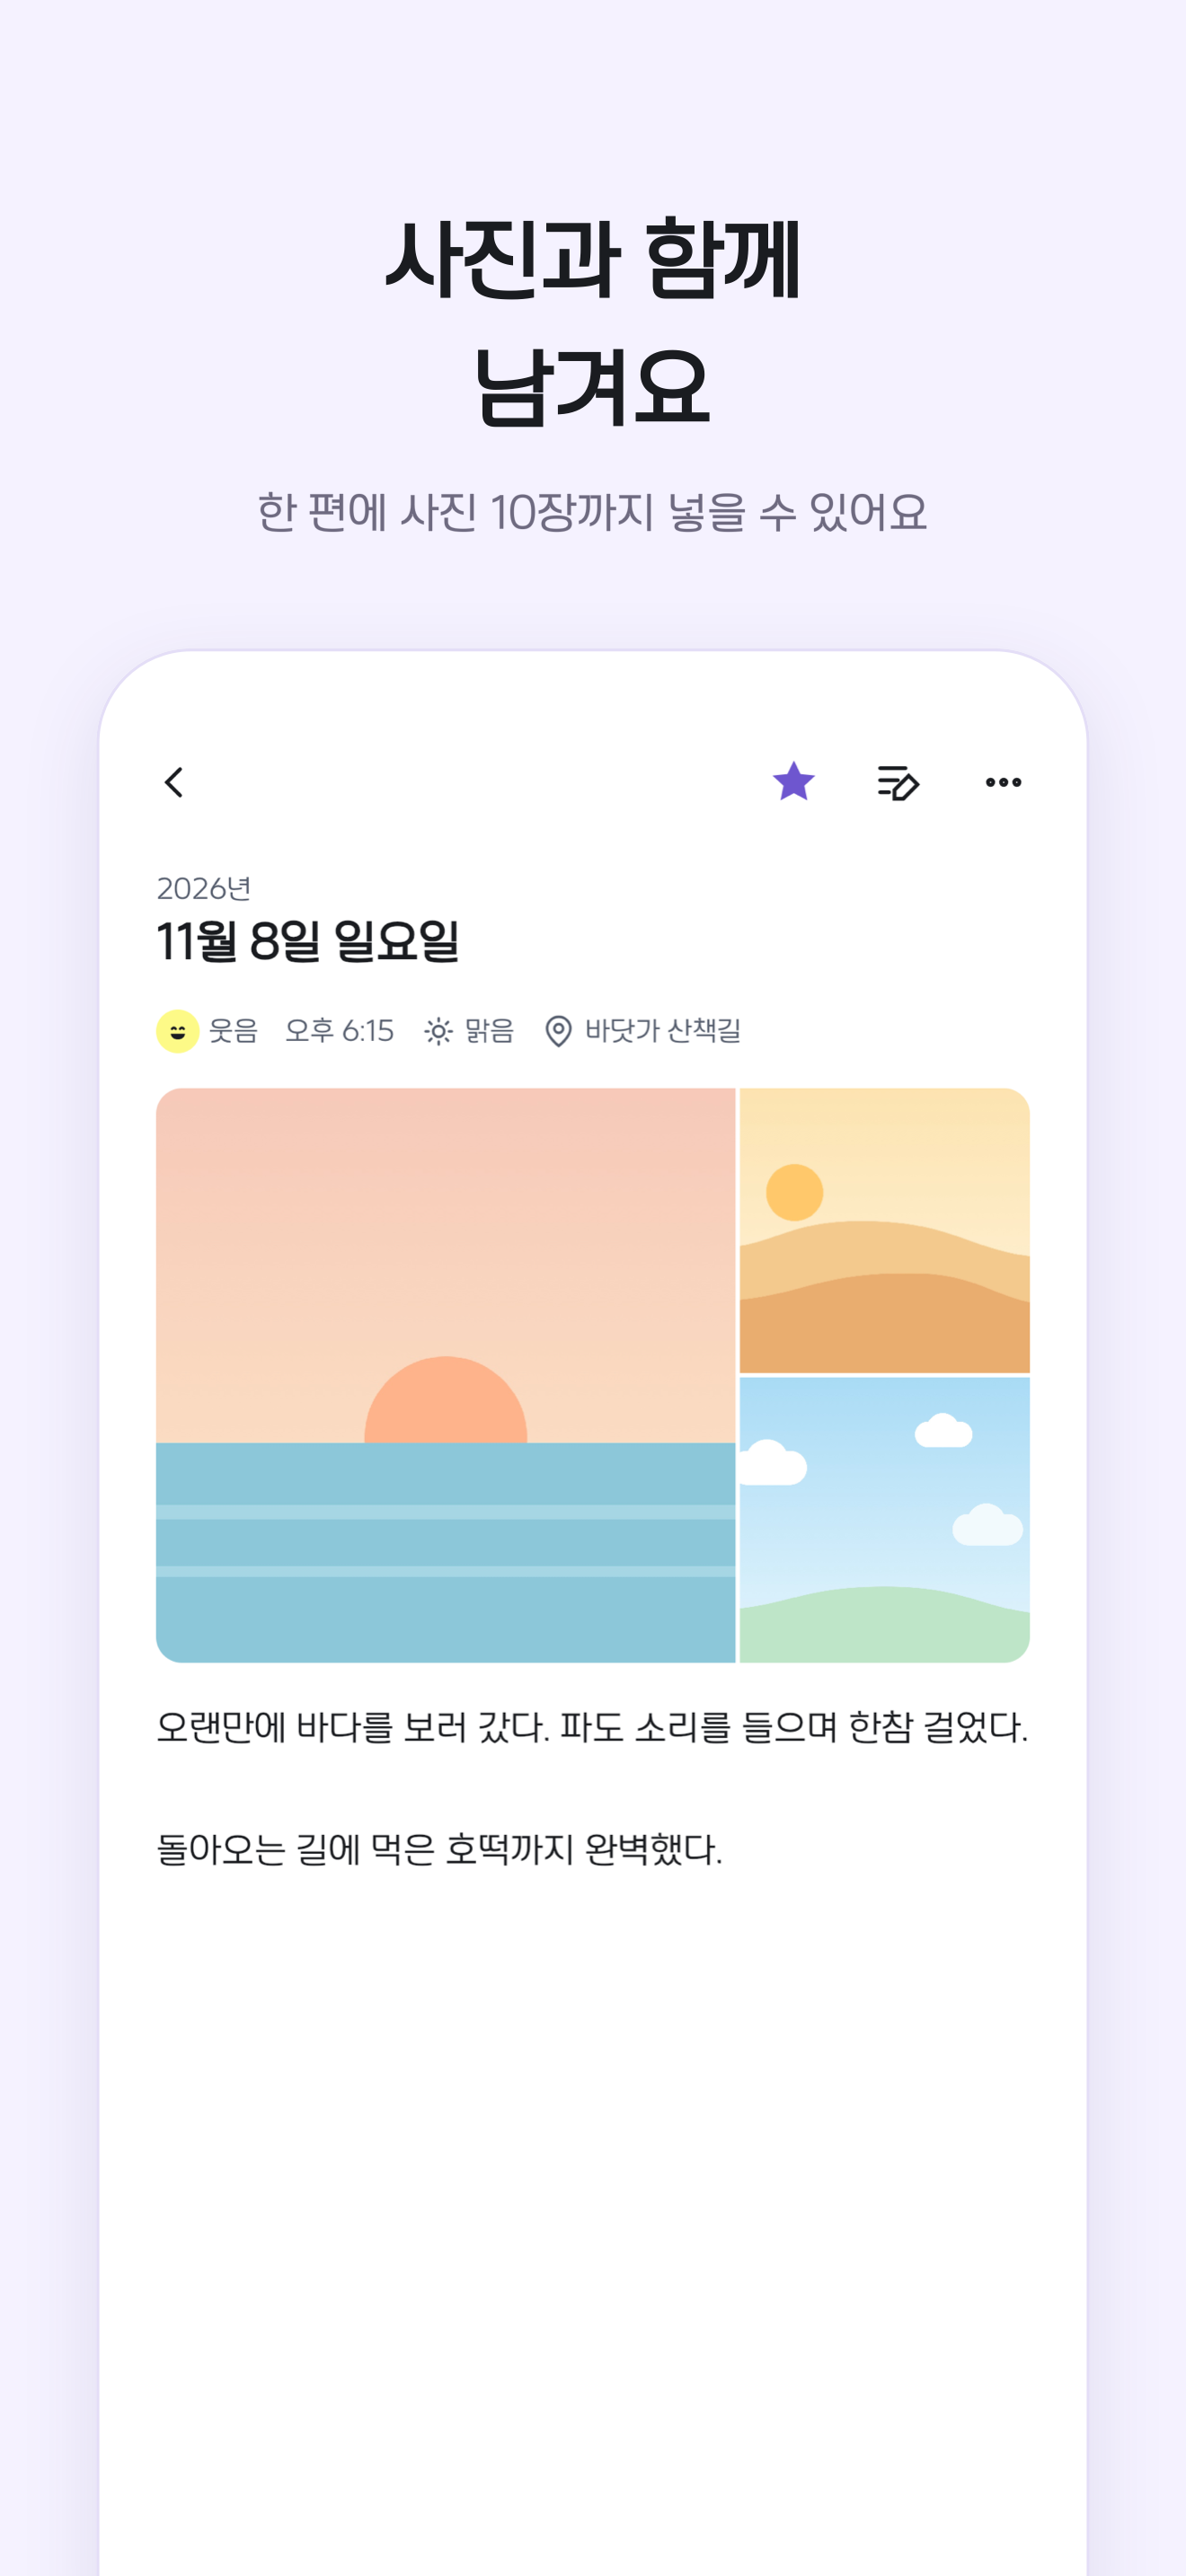 사진과 함께
남겨요
한 편에 사진 10장까지 넣을 수 있어요
2026년
11월 8일 일요일
웃음 오후 6:15 맑음 바닷가 산책길
오랜만에 바다를 보러 갔다. 파도 소리를 들으며 한참 걸었다.
돌아오는 길에 먹은 호떡까지 완벽했다.